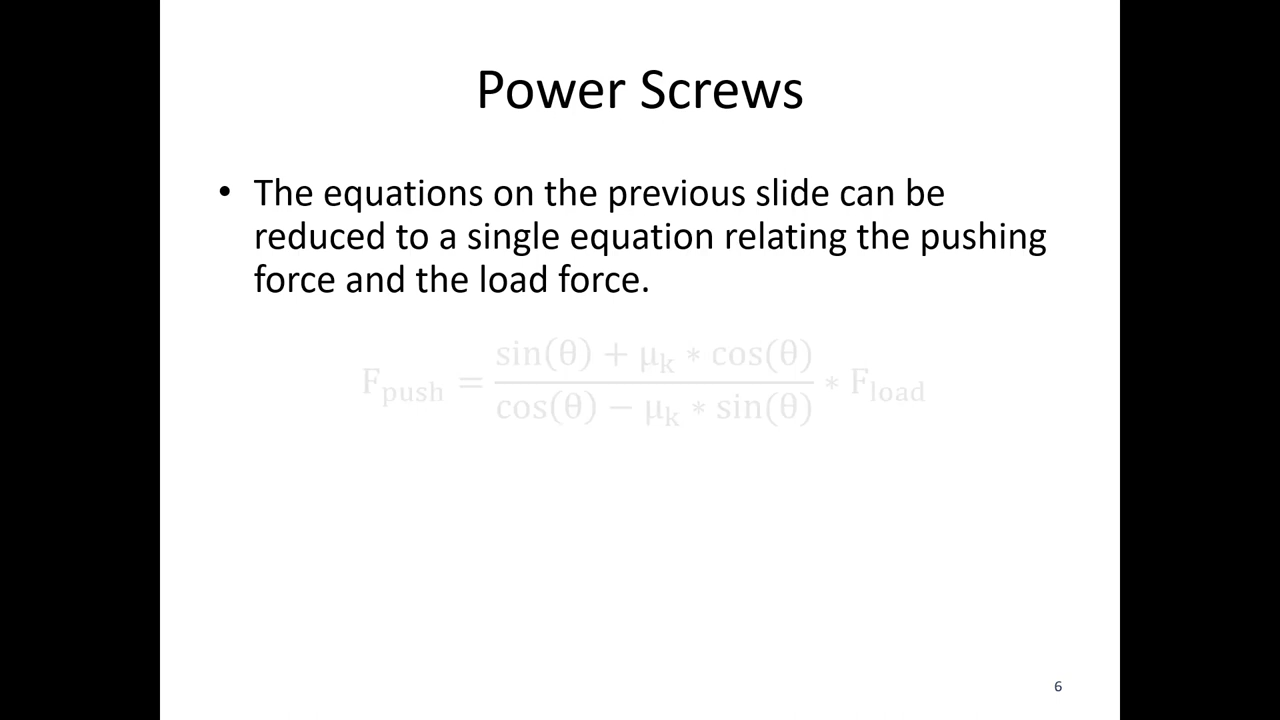 Power Screws
• The equations on the previous slide can be
reduced to a single equation relating the pushing
force and the load force.
F_push = (sin(θ) + μ_k * cos(θ)) / (cos(θ) − μ_k * sin(θ)) * F_load
6